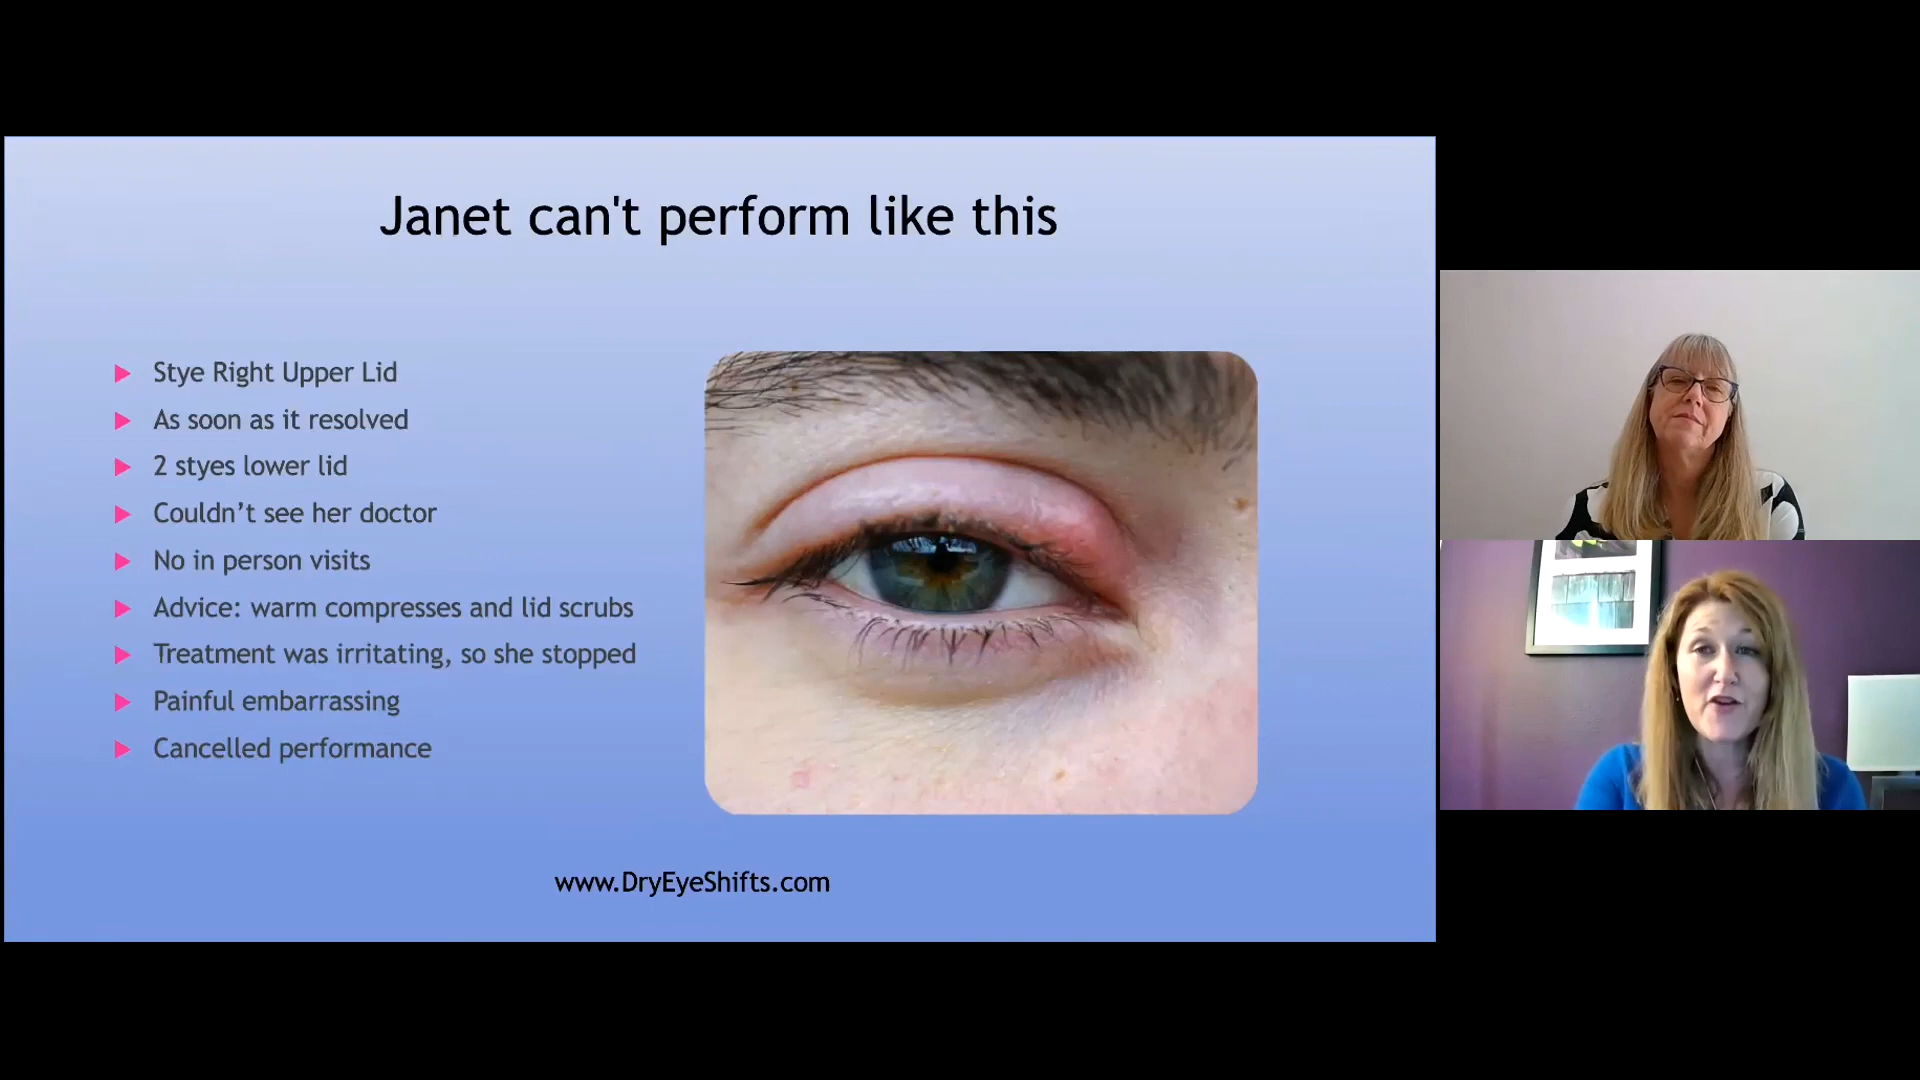 Janet can't perform like this
Stye Right Upper Lid
As soon as it resolved
2 styes lower lid
Couldn’t see her doctor
No in person visits
Advice: warm compresses and lid scrubs
Treatment was irritating, so she stopped
Painful embarrassing
Cancelled performance
www.DryEyeShifts.com